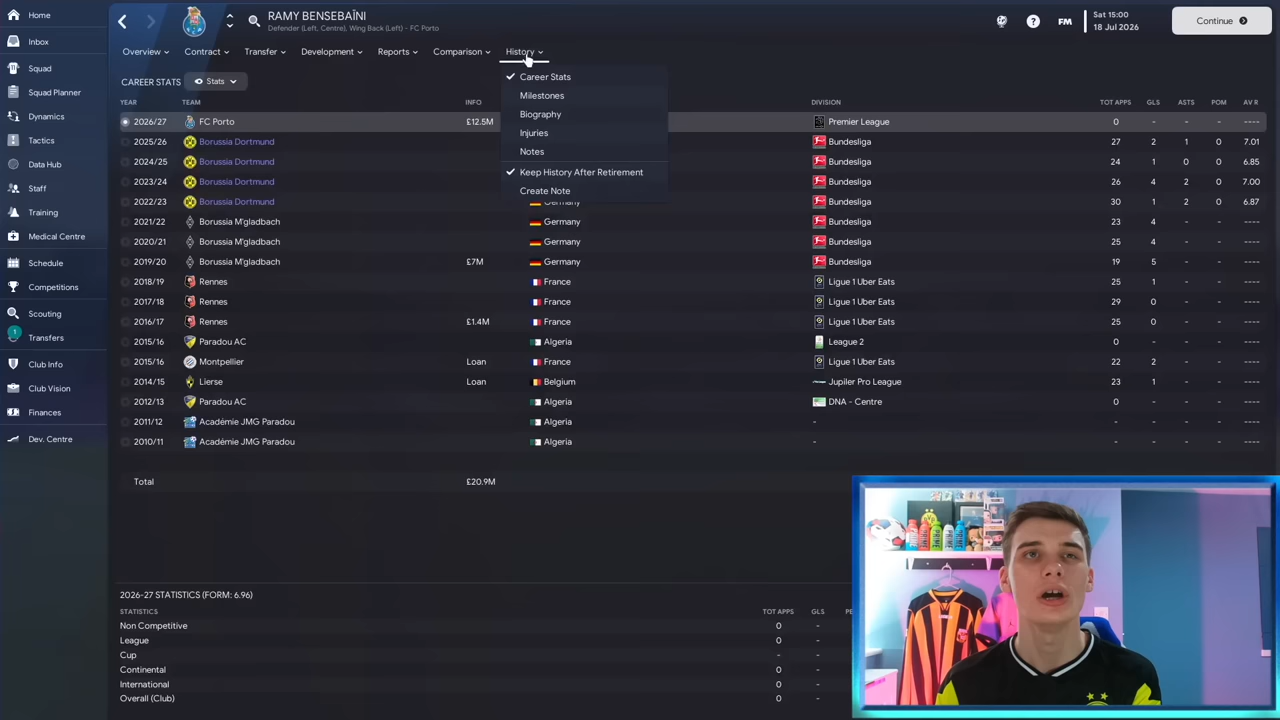 Home
Inbox
Squad
Squad Planner
Dynamics
Tactics
Data Hub
Staff
Training
Medical Centre
Schedule
Competitions
Scouting
1
Transfers
Club Info
Club Vision
Finances
Dev. Centre
RAMY BENSEBAÏNI
Defender (Left, Centre), Wing Back (Left) - FC Porto
FM
Sat 15:00
18 Jul 2026
Continue
Overview Contract Transfer Development Reports Comparison History
CAREER STATS Stats
Career Stats
Milestones
Biography
Injuries
Notes
Keep History After Retirement
Create Note
YEAR TEAM INFO DIVISION TOT APPS GLS ASTS POM AV R
2026/27 FC Porto £12.5M Premier League 0 - - - ----
2025/26 Borussia Dortmund Bundesliga 27 2 1 0 7.01
2024/25 Borussia Dortmund Bundesliga 24 1 - 0 6.85
2023/24 Borussia Dortmund Bundesliga 26 4 2 0 7.00
2022/23 Borussia Dortmund Germany Bundesliga 30 1 2 0 6.87
2021/22 Borussia M'gladbach Germany Bundesliga 23 4 - - ----
2020/21 Borussia M'gladbach Germany Bundesliga 25 4 - - ----
2019/20 Borussia M'gladbach £7M Germany Bundesliga 19 5 - - ----
2018/19 Rennes France Ligue 1 Uber Eats 25 1 - - ----
2017/18 Rennes France Ligue 1 Uber Eats 29 0 - - ----
2016/17 Rennes £1.4M France Ligue 1 Uber Eats 25 0 - - ----
2015/16 Paradou AC Algeria League 2 0 - - - ----
2015/16 Montpellier Loan France Ligue 1 Uber Eats 22 2 - - ----
2014/15 Lierse Loan Belgium Jupiler Pro League 23 1 - - ----
2012/13 Paradou AC Algeria DNA - Centre 0 - - - ----
2011/12 Académie JMG Paradou Algeria - - - - - ----
2010/11 Académie JMG Paradou Algeria - - - - - ----
Total £20.9M
2026-27 STATISTICS (FORM: 6.96)
STATISTICS TOT APPS GLS
Non Competitive 0 -
League 0 -
Cup - -
Continental 0 -
International 0 -
Overall (Club) 0 -